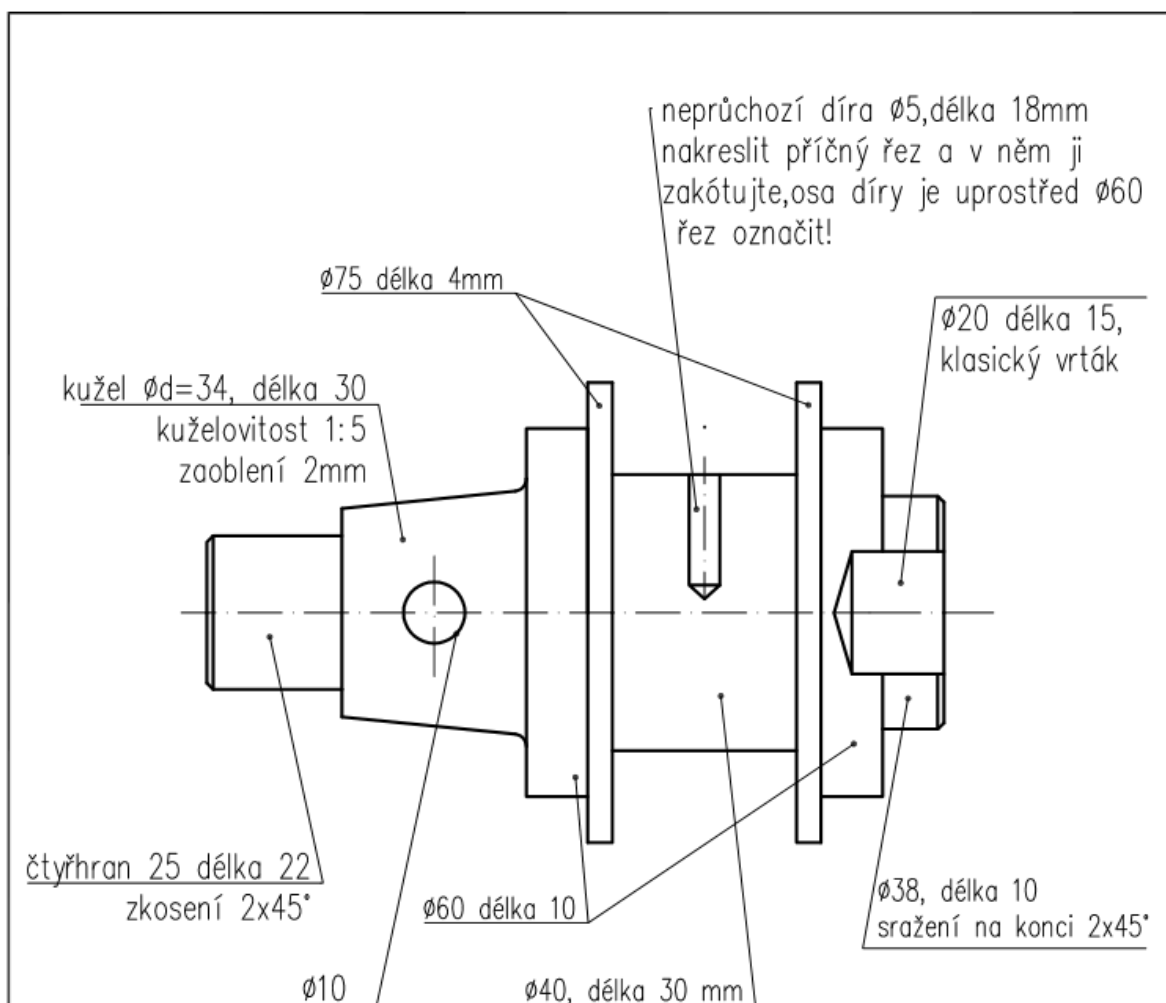 neprůchozí díra ø5,délka 18mm
nakreslit příčný řez a v něm ji
zakótujte,osa díry je uprostřed ø60
řez označit!
ø75 délka 4mm
ø20 délka 15,
klasický vrták
kužel ød=34, délka 30
kuželovitost 1:5
zaoblení 2mm
čtyřhran 25 délka 22
zkosení 2x45°
ø60 délka 10
ø38, délka 10
sražení na konci 2x45°
ø10
ø40, délka 30 mm